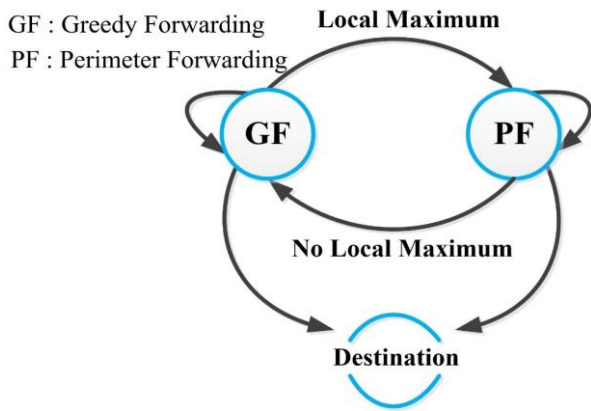 GF : Greedy Forwarding
PF : Perimeter Forwarding
Local Maximum
GF
PF
No Local Maximum
Destination